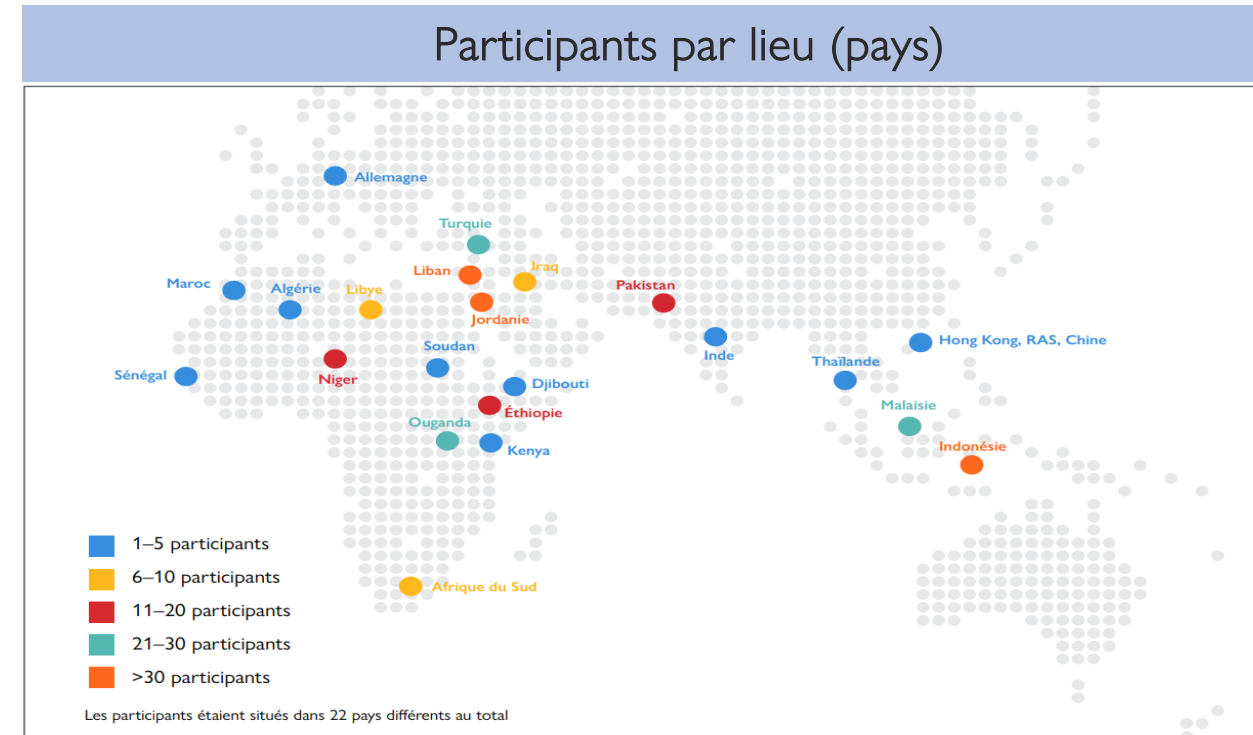 Participants par lieu (pays)
Allemagne
Turquie
Liban
Iraq
Maroc
Algérie
Libye
Pakistan
Jordanie
Soudan
Inde
Hong Kong, RAS, Chine
Thaïlande
Sénégal
Niger
Djibouti
Éthiopie
Malaisie
Ouganda
Kenya
Indonésie
1–5 participants
6–10 participants
Afrique du Sud
11–20 participants
21–30 participants
>30 participants
Les participants étaient situés dans 22 pays différents au total